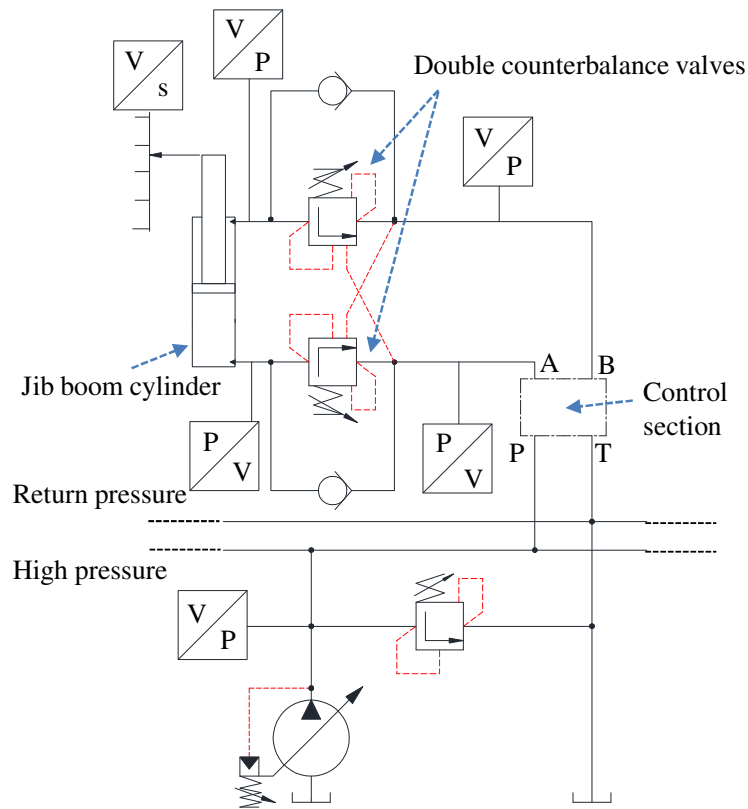 V
P
V
s
Double counterbalance valves
V
P
Jib boom cylinder
A
B
Control
section
P
V
P
V
P
T
Return pressure
High pressure
V
P